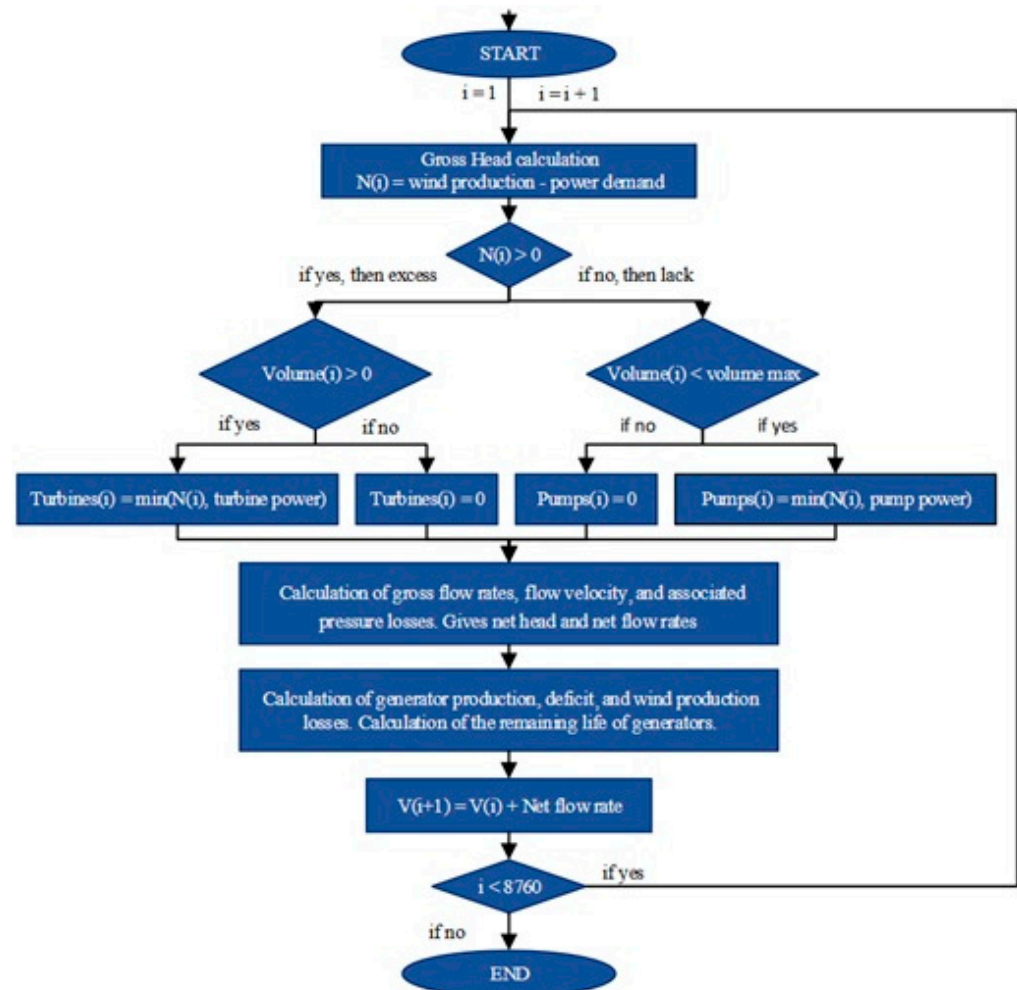 START
i = 1
i = i + 1
Gross Head calculation
N(i) = wind production - power demand
N(i) > 0
if yes, then excess
if no, then lack
Volume(i) > 0
Volume(i) < volume max
if yes
if no
if no
if yes
Turbines(i) = min(N(i), turbine power)
Turbines(i) = 0
Pumps(i) = 0
Pumps(i) = min(N(i), pump power)
Calculation of gross flow rates, flow velocity, and associated
pressure losses. Gives net head and net flow rates
Calculation of generator production, deficit, and wind production
losses. Calculation of the remaining life of generators.
V(i+1) = V(i) + Net flow rate
i < 8760
if yes
if no
END